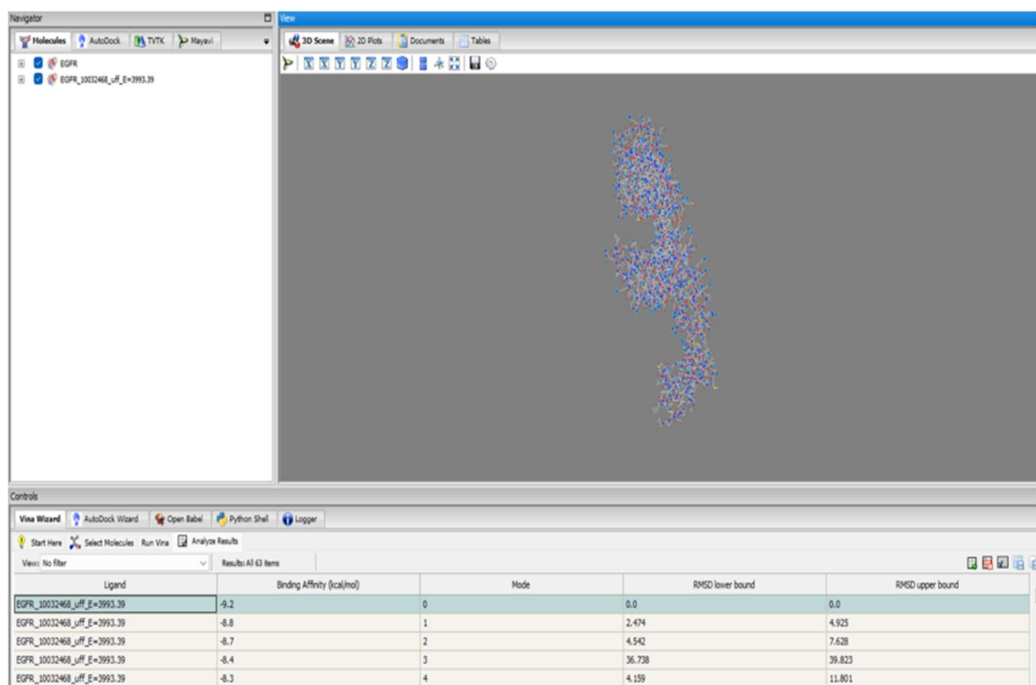 Navigator
View
Molecules AutoDock TVTK Mayavi
3D Scene 2D Plots Documents Tables
EGFR
EGFR_10032468_uff_E=3993.39
X X Y Y Z Z
Controls
Vina Wizard AutoDock Wizard Open Babel Python Shell Logger
Start Here Select Molecules Run Vina Analyze Results
View: No filter Results: All 63 items
Ligand Binding Affinity (kcal/mol) Mode RMSD lower bound RMSD upper bound
EGFR_10032468_uff_E=3993.39 -9.2 0 0.0 0.0
EGFR_10032468_uff_E=3993.39 -8.8 1 2.474 4.925
EGFR_10032468_uff_E=3993.39 -8.7 2 4.542 7.628
EGFR_10032468_uff_E=3993.39 -8.4 3 36.738 39.823
EGFR_10032468_uff_E=3993.39 -8.3 4 4.159 11.801